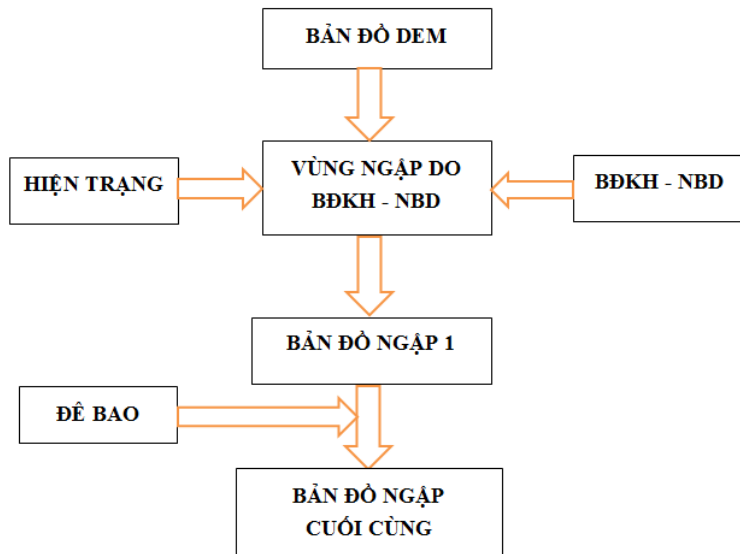 BẢN ĐỒ DEM
HIỆN TRẠNG
VÙNG NGẬP DO
BĐKH - NBD
BĐKH - NBD
BẢN ĐỒ NGẬP 1
ĐÊ BAO
BẢN ĐỒ NGẬP
CUỐI CÙNG